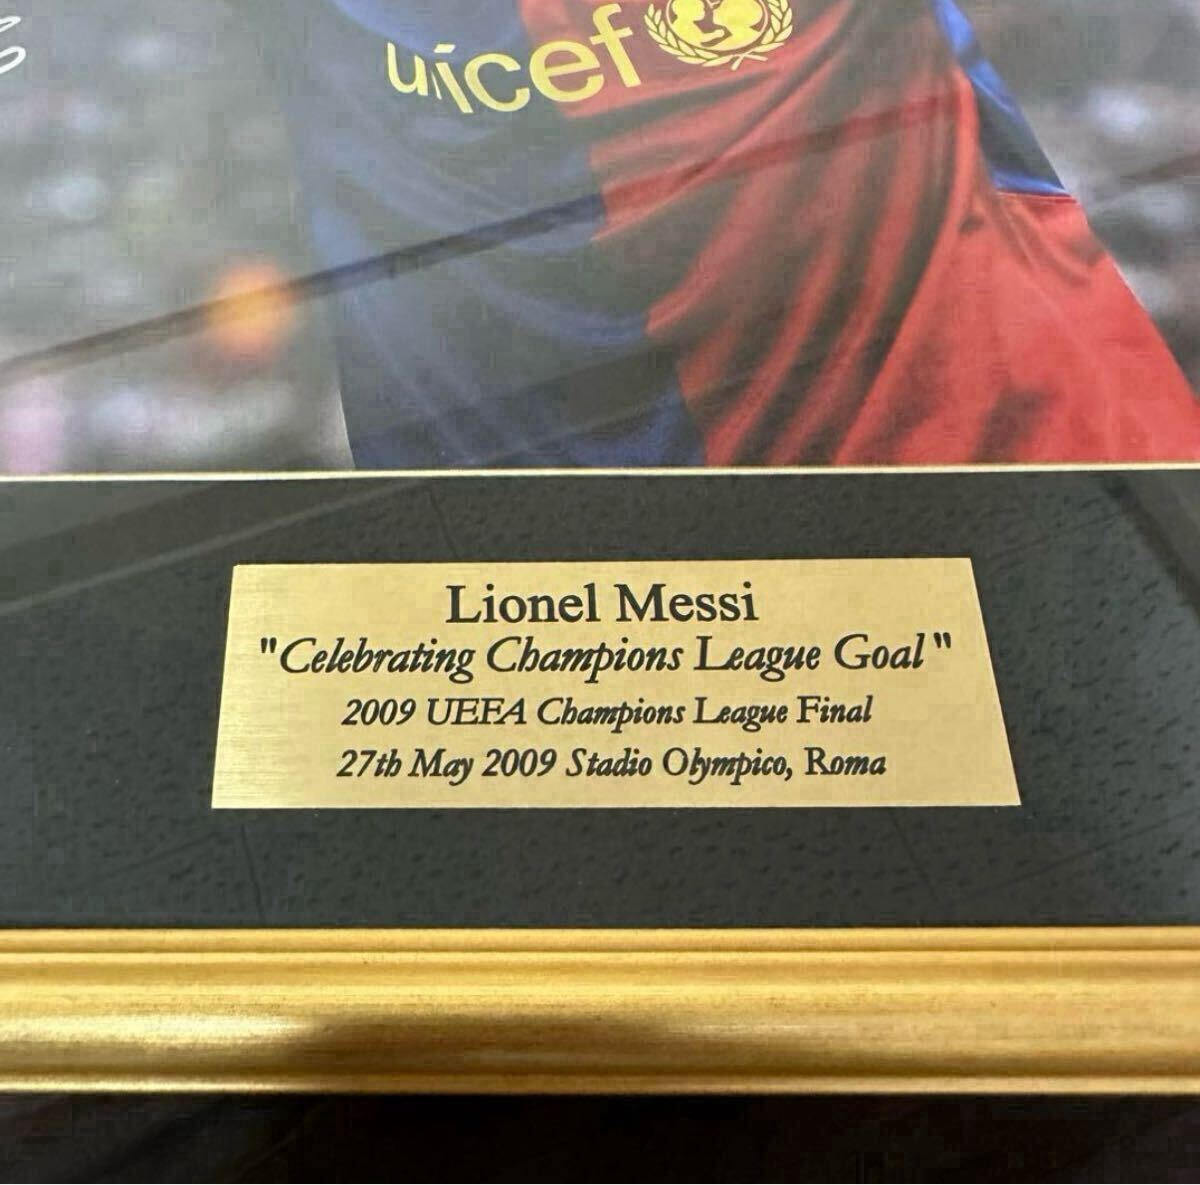 unicef
Lionel Messi
"Celebrating Champions League Goal"
2009 UEFA Champions League Final
27th May 2009 Stadio Olympico, Roma